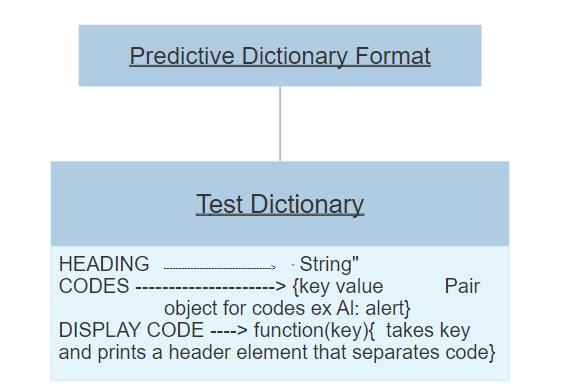 Predictive Dictionary Format
Test Dictionary
HEADING ------------------------------------> - String"
CODES ---------------------> {key value Pair
object for codes ex Al: alert}
DISPLAY CODE ----> function(key){ takes key
and prints a header element that separates code}